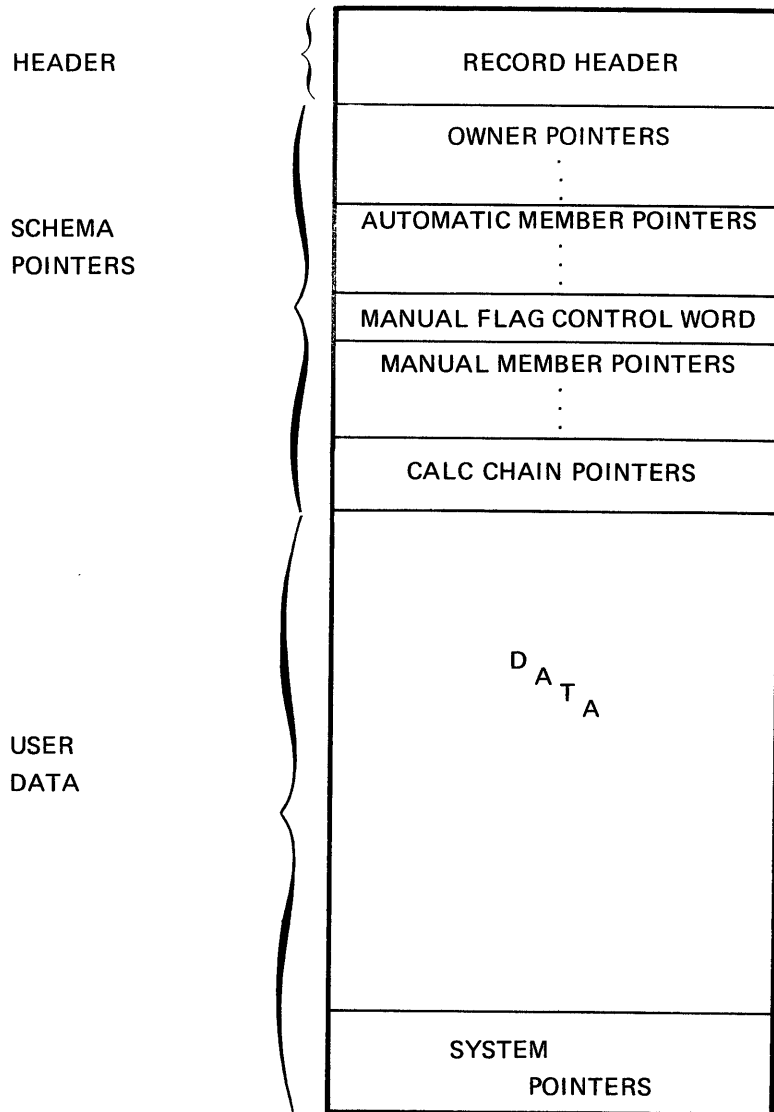 HEADER
RECORD HEADER
OWNER POINTERS
SCHEMA
POINTERS
AUTOMATIC MEMBER POINTERS
MANUAL FLAG CONTROL WORD
MANUAL MEMBER POINTERS
CALC CHAIN POINTERS
USER
DATA
DATA
SYSTEM
POINTERS